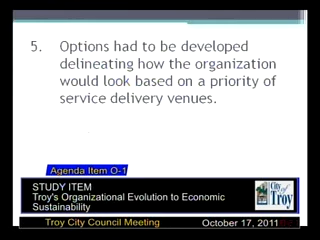 5. Options had to be developed
delineating how the organization
would look based on a priority of
service delivery venues.
Agenda Item O-1
STUDY ITEM
Troy's Organizational Evolution to Economic
Sustainability
City of
Troy
Troy City Council Meeting
October 17, 2011